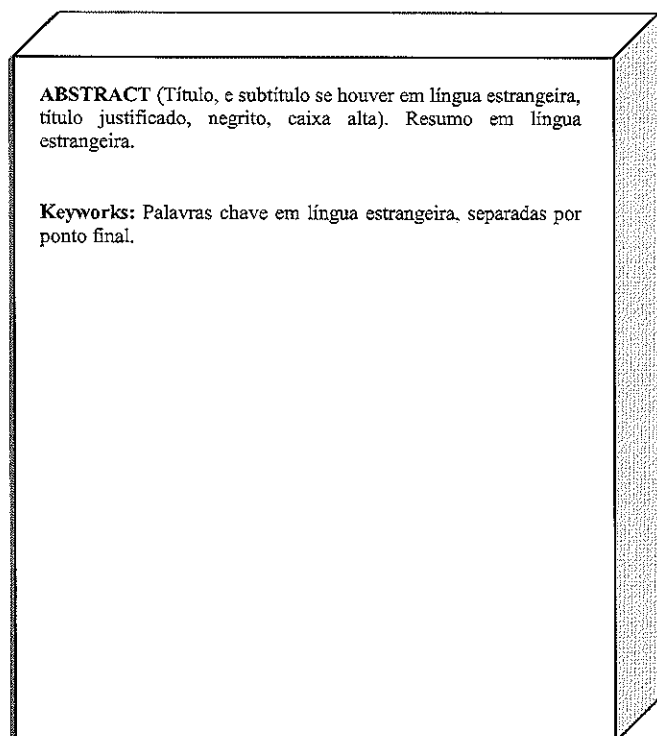 ABSTRACT (Título, e subtítulo se houver em língua estrangeira,
título justificado, negrito, caixa alta). Resumo em língua
estrangeira.
Keyworks: Palavras chave em língua estrangeira, separadas por
ponto final.